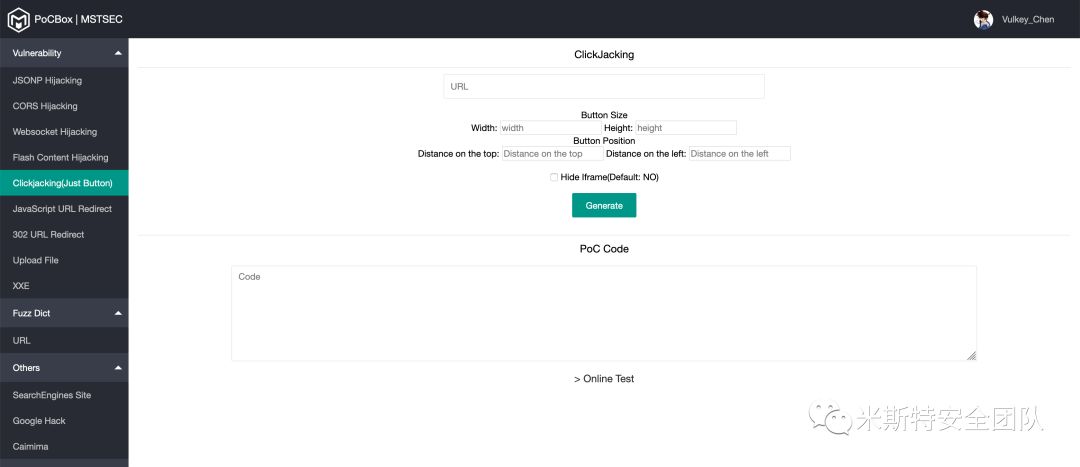 PoCBox | MSTSEC
Vulkey_Chen
Vulnerability
JSONP Hijacking
CORS Hijacking
Websocket Hijacking
Flash Content Hijacking
Clickjacking(Just Button)
JavaScript URL Redirect
302 URL Redirect
Upload File
XXE
Fuzz Dict
URL
Others
SearchEngines Site
Google Hack
Caimima
ClickJacking
URL
Button Size
Width: width Height: height
Button Position
Distance on the top: Distance on the top Distance on the left: Distance on the left
Hide Iframe(Default: NO)
Generate
PoC Code
Code
> Online Test
米斯特安全团队